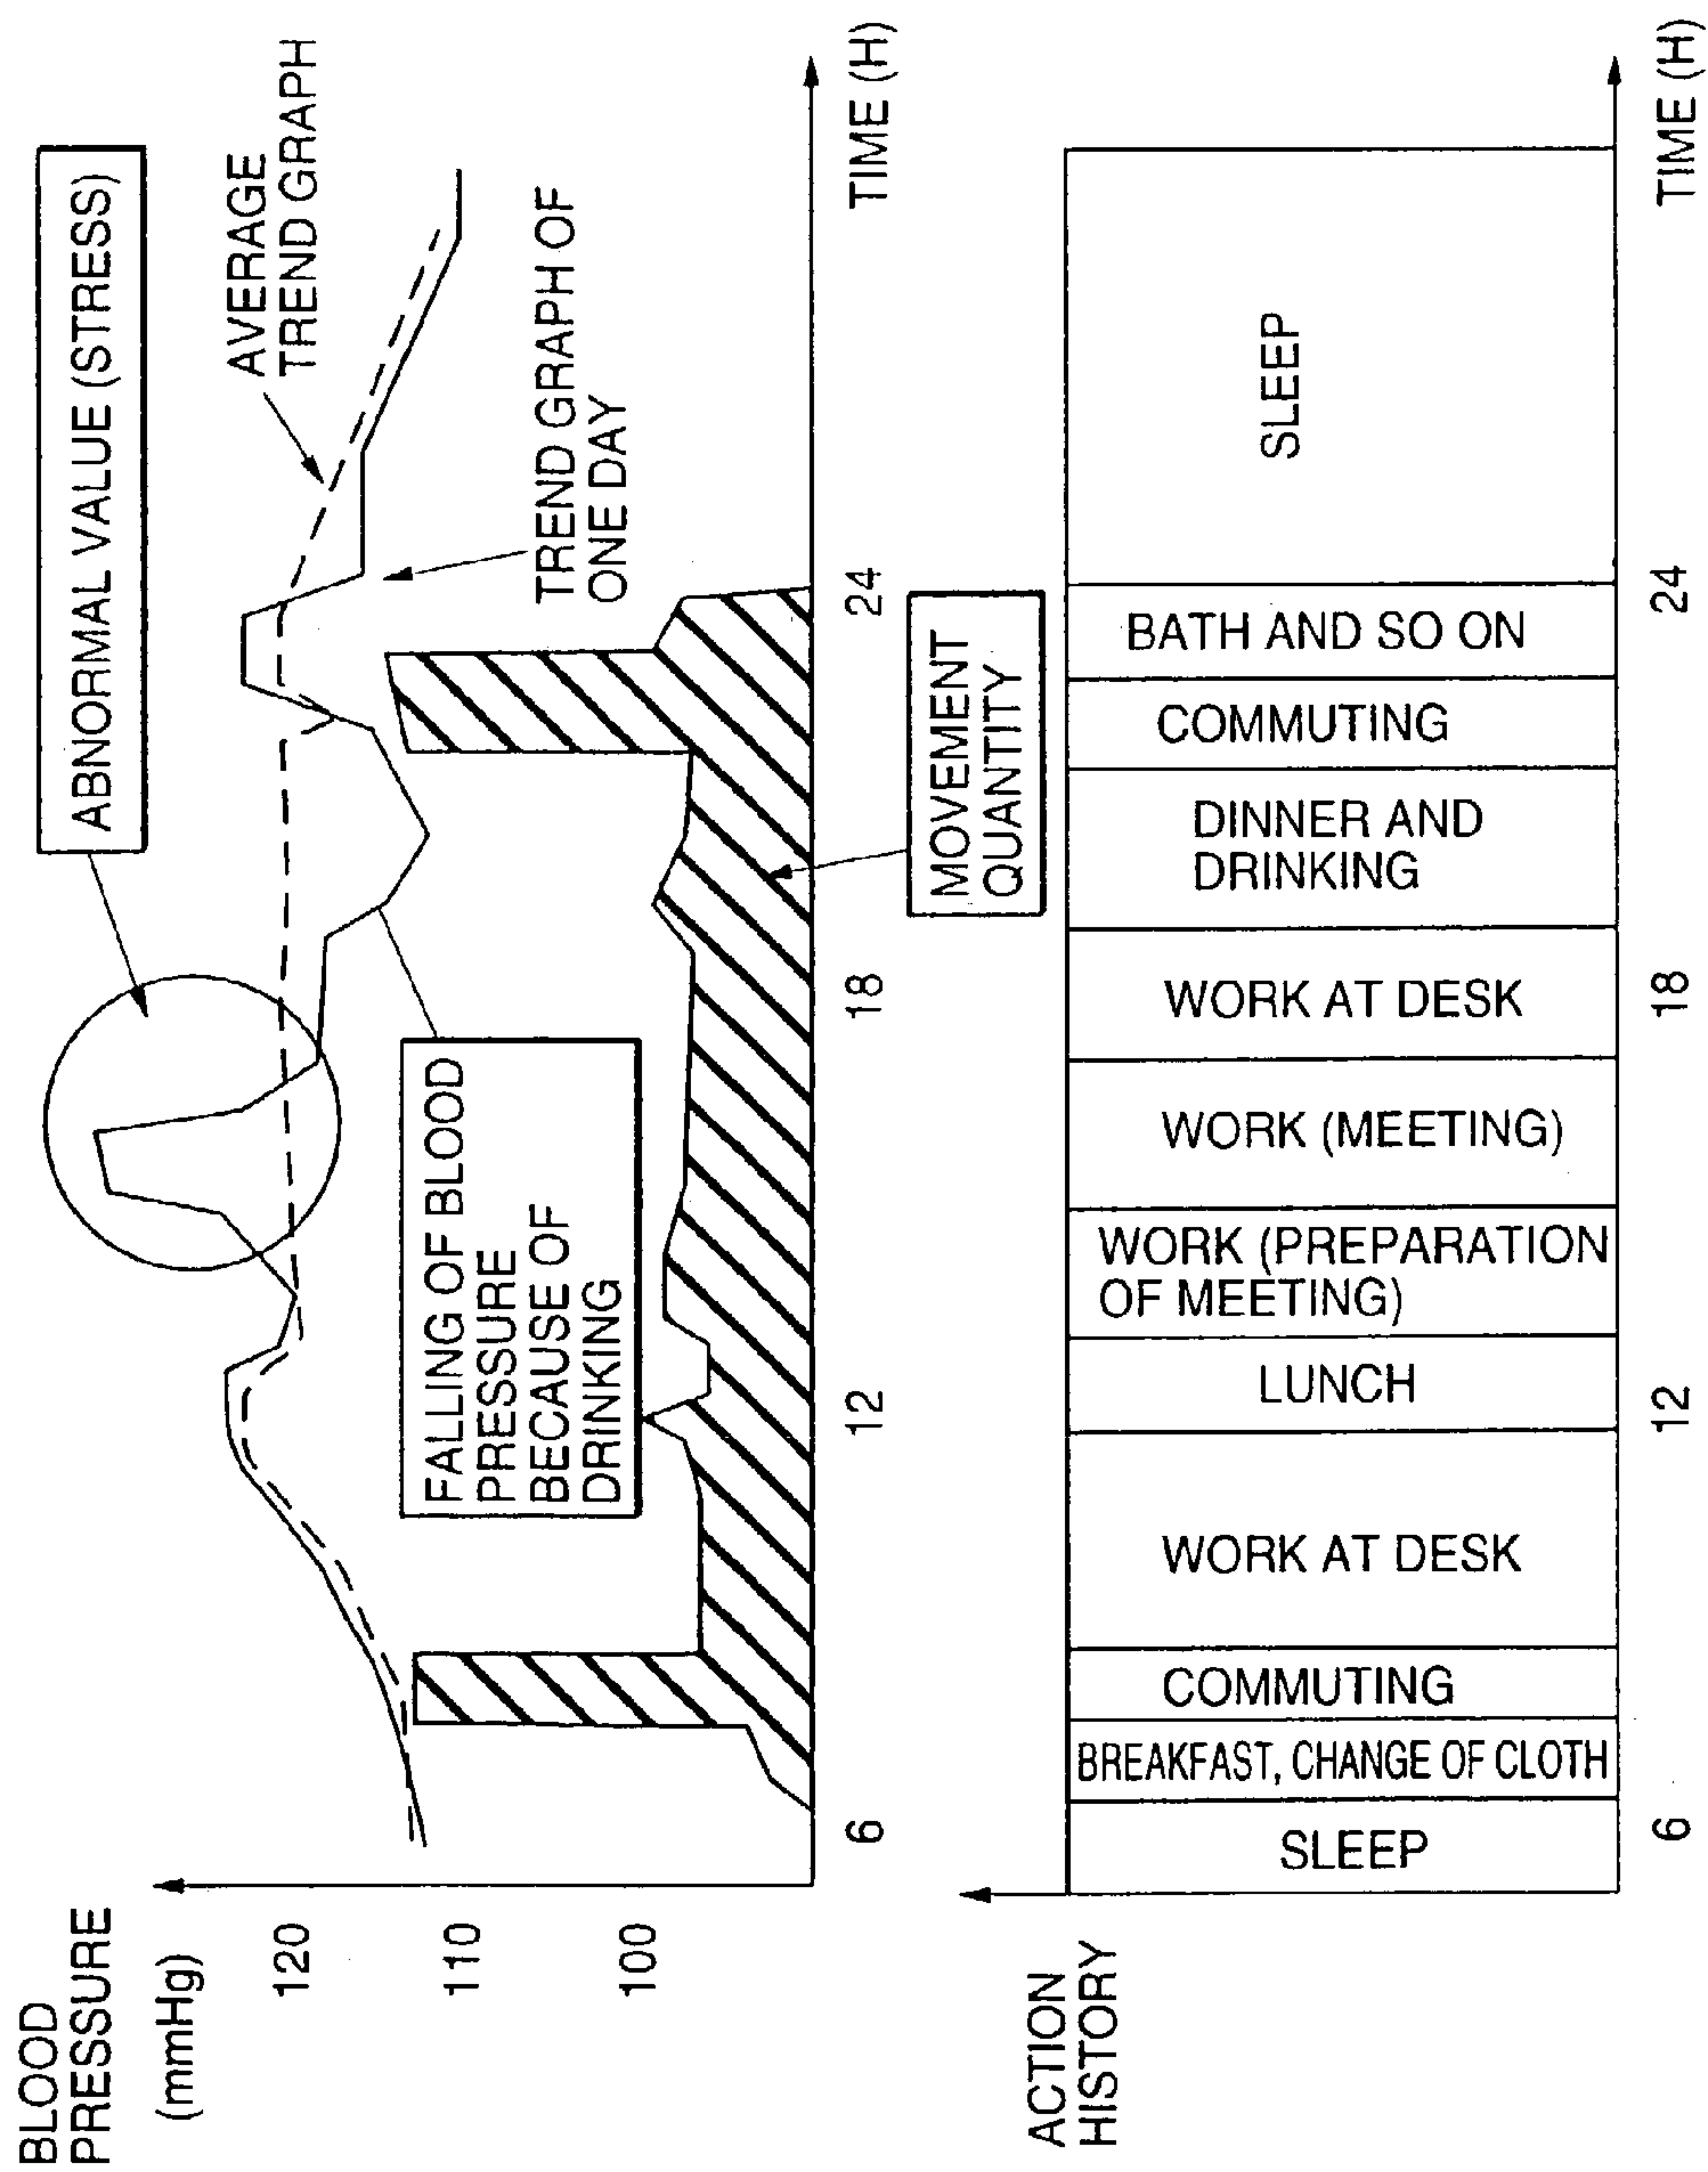 BLOOD
PRESSURE
(mmHg)
120
110
100
ABNORMAL VALUE (STRESS)
AVERAGE
TREND GRAPH
TREND GRAPH OF
ONE DAY
FALLING OF BLOOD
PRESSURE
BECAUSE OF
DRINKING
6
12
18
24
TIME (H)
MOVEMENT
QUANTITY
ACTION
HISTORY
SLEEP
BREAKFAST, CHANGE OF CLOTH
COMMUTING
WORK AT DESK
LUNCH
WORK (PREPARATION
OF MEETING)
WORK (MEETING)
WORK AT DESK
DINNER AND
DRINKING
COMMUTING
BATH AND SO ON
SLEEP
6
12
18
24
TIME (H)